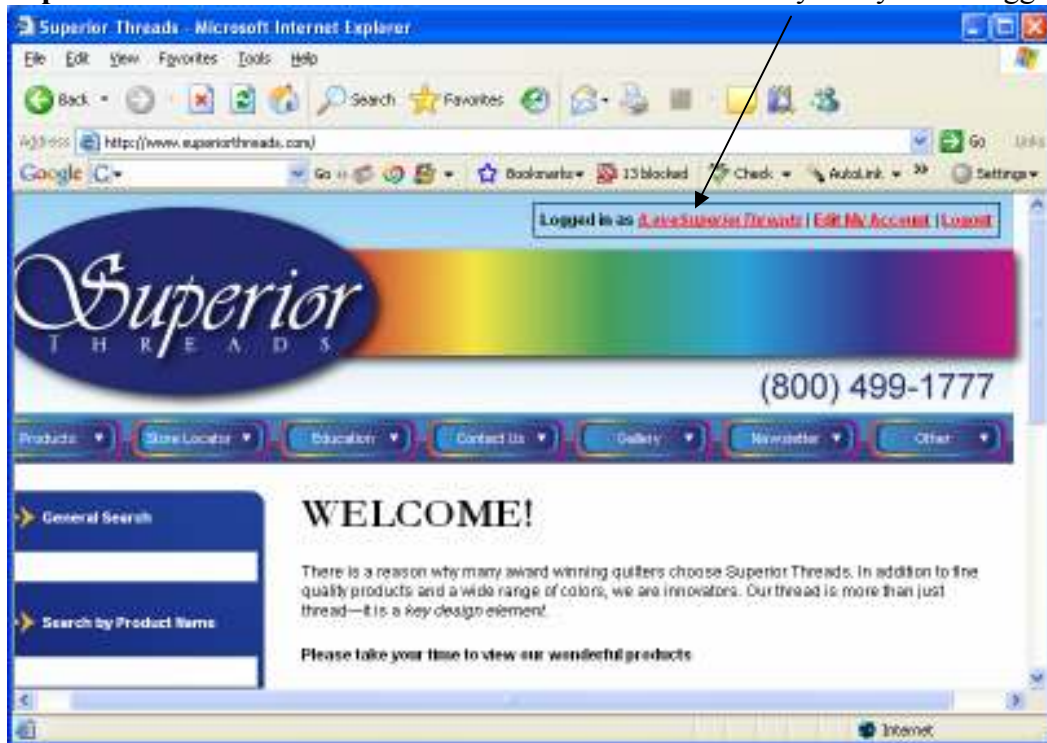 Superior Threads - Microsoft Internet Explorer
File Edit View Favorites Tools Help
Back Search Favorites
Address http://www.superiorthreads.com/ Go Links
Google Go Bookmarks 13 blocked Check AutoLink Settings
Logged in as iLoveSuperiorThreads | Edit My Account | Logout
Superior
THREADS
(800) 499-1777
Products Store Locator Education Contact Us Gallery Newsletter Other
General Search
Search by Product Name
WELCOME!
There is a reason why many award winning quilters choose Superior Threads. In addition to fine
quality products and a wide range of colors, we are innovators. Our thread is more than just
thread—it is a key design element.
Please take your time to view our wonderful products
Internet